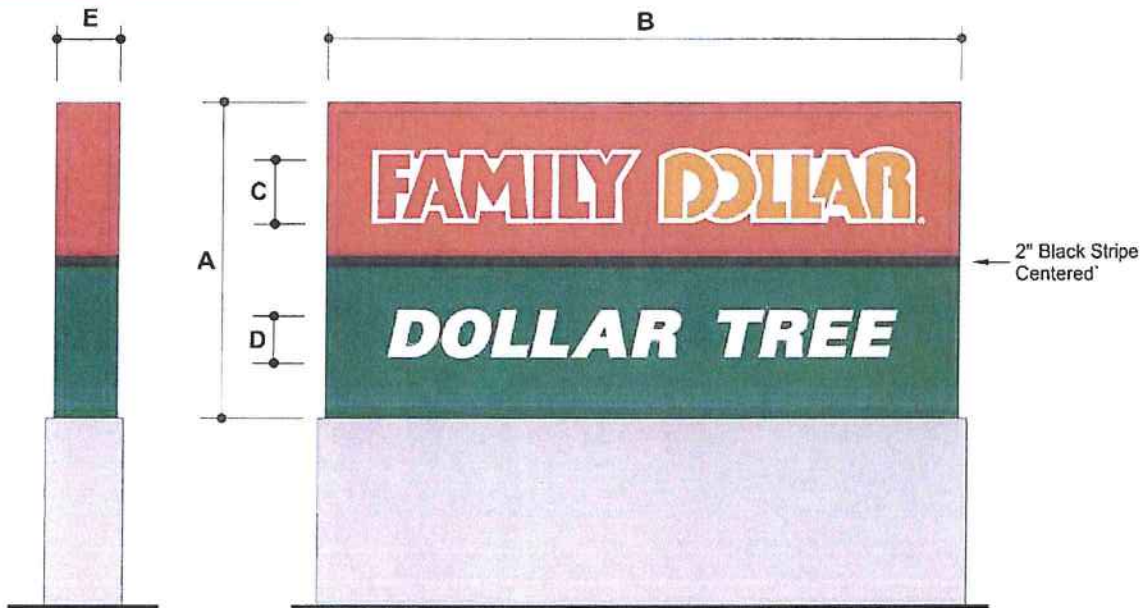 E
B
C
A
FAMILY DOLLAR.
2" Black Stripe
Centered
D
DOLLAR TREE